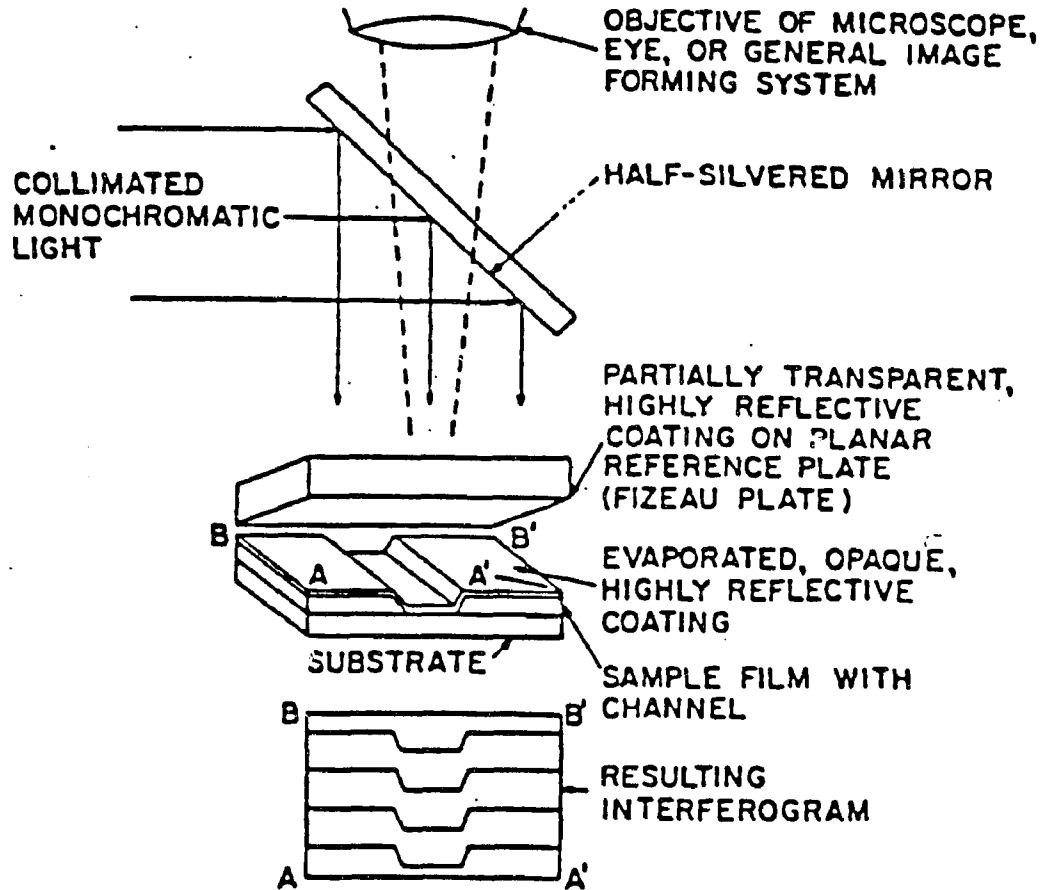 OBJECTIVE OF MICROSCOPE,
EYE, OR GENERAL IMAGE
FORMING SYSTEM
HALF-SILVERED MIRROR
COLLIMATED
MONOCHROMATIC
LIGHT
PARTIALLY TRANSPARENT,
HIGHLY REFLECTIVE
COATING ON PLANAR
REFERENCE PLATE
(FIZEAU PLATE)
B
B'
A
A'
EVAPORATED, OPAQUE,
HIGHLY REFLECTIVE
COATING
SUBSTRATE
SAMPLE FILM WITH
CHANNEL
B
B'
RESULTING
INTERFEROGRAM
A
A'